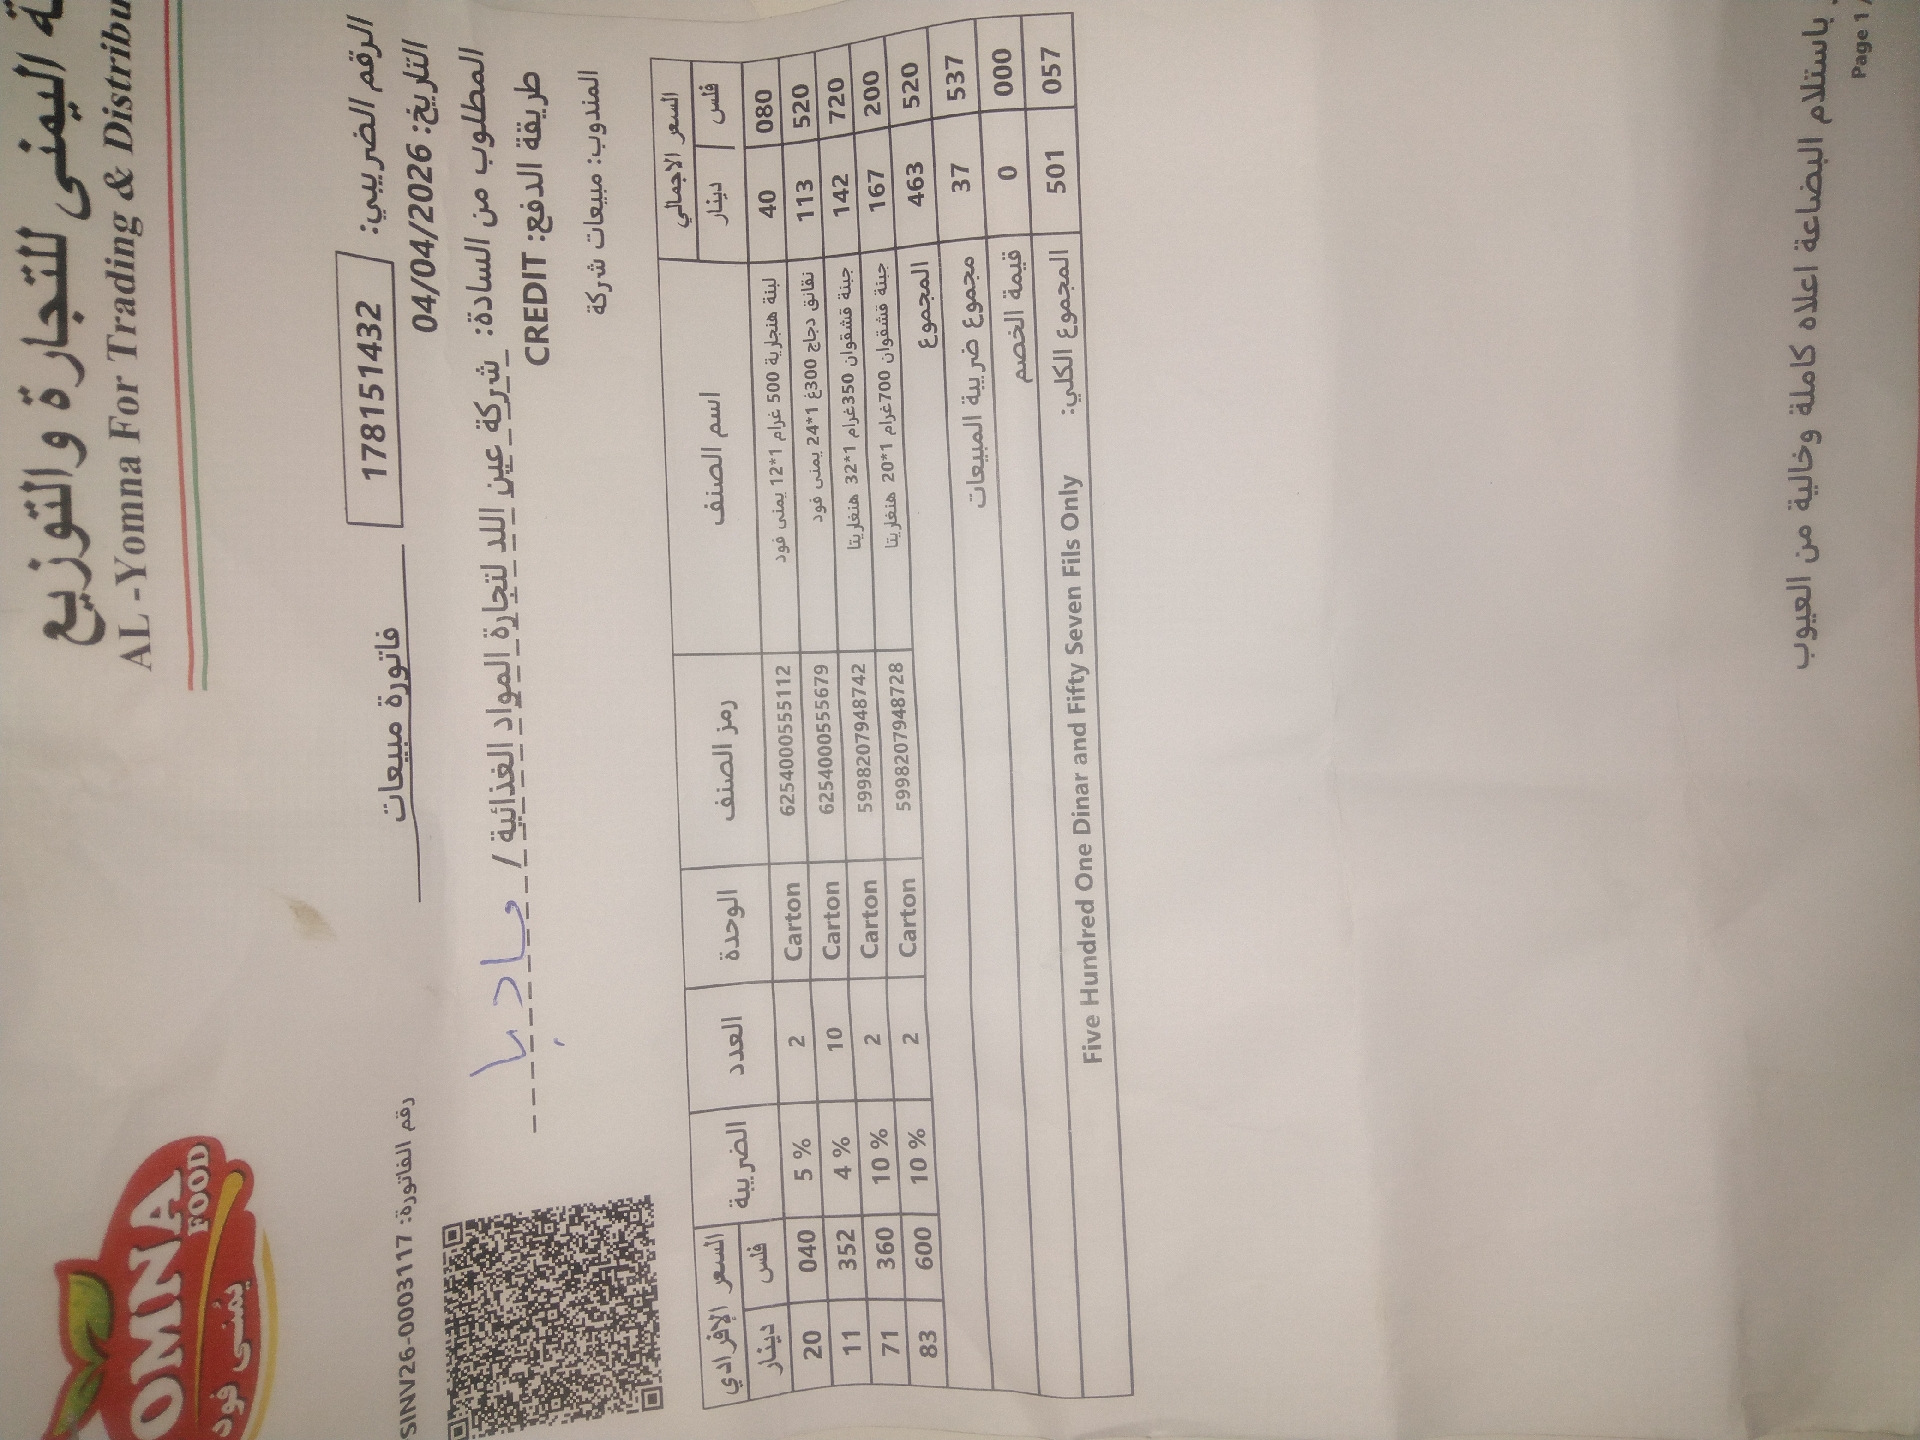 اليمنى للتجارة والتوزيع
AL -Yomna For Trading & Distribu
OMNA
FOOD
يمنى فود
الرقم الضريبي: 178151432
فاتورة مبيعات
رقم الفاتورة: SINV26-0003117
التاريخ: 04/04/2026
المطلوب من السادة: شركة عين اللد لتجارة المواد الغذائية / مادبا
طريقة الدفع: CREDIT
المندوب: مبيعات شركة
السعر الاجمالي اسم الصنف رمز الصنف الوحدة العدد الضريبة السعر الإفرادي
فلس دينار فلس دينار
080 40 لبنة هنجارية 500 غرام 1*12 يمنى فود 6254000555112 Carton 2 5 % 040 20
520 113 نقانق دجاج 300غ 1*24 يمنى فود 6254000555679 Carton 10 4 % 352 11
720 142 جبنة قشقوان 350غرام 1*32 هنغاريتا 5998207948742 Carton 2 10 % 360 71
200 167 جبنة قشقوان 700غرام 1*20 هنغاريتا 5998207948728 Carton 2 10 % 600 83
520 463 المجموع
537 37 مجموع ضريبة المبيعات
000 0 قيمة الخصم
057 501 المجموع الكلي: Five Hundred One Dinar and Fifty Seven Fils Only
باستلام البضاعة اعلاه كاملة وخالية من العيوب
Page 1 /